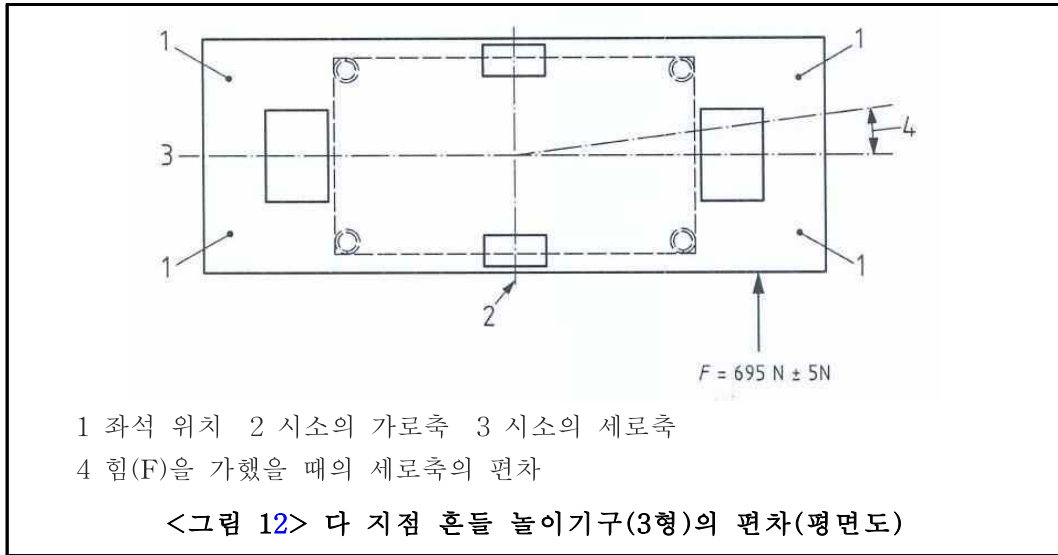 1
1
3
4
1
1
2
F = 695 N ± 5N
1 좌석 위치 2 시소의 가로축 3 시소의 세로축
4 힘(F)을 가했을 때의 세로축의 편차
<그림 12> 다 지점 흔들 놀이기구(3형)의 편차(평면도)